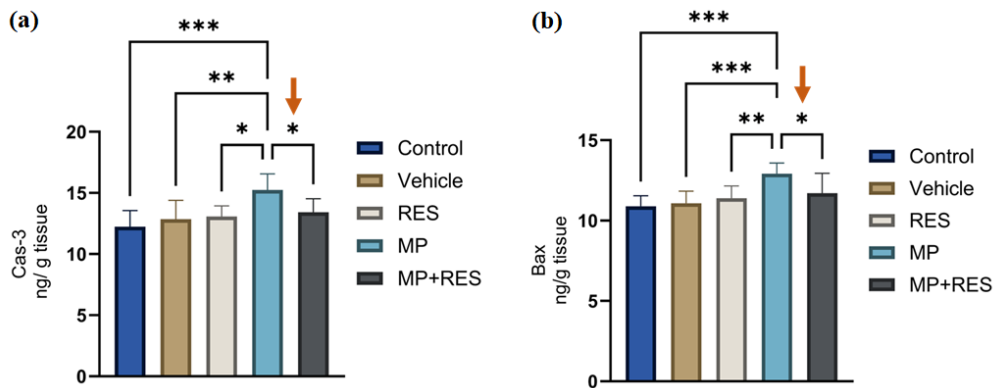 (a)
***
**
*
*
20
15
10
5
0
Cas-3
ng/ g tissue
Control
Vehicle
RES
MP
MP+RES
(b)
***
***
**
*
15
10
5
0
Bax
ng/g tissue
Control
Vehicle
RES
MP
MP+RES